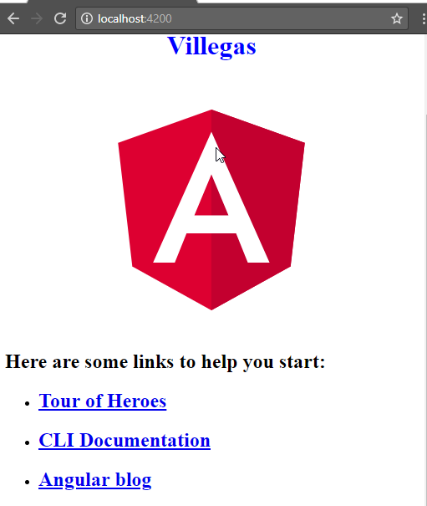 localhost:4200
Villegas
A
Here are some links to help you start:
Tour of Heroes
CLI Documentation
Angular blog